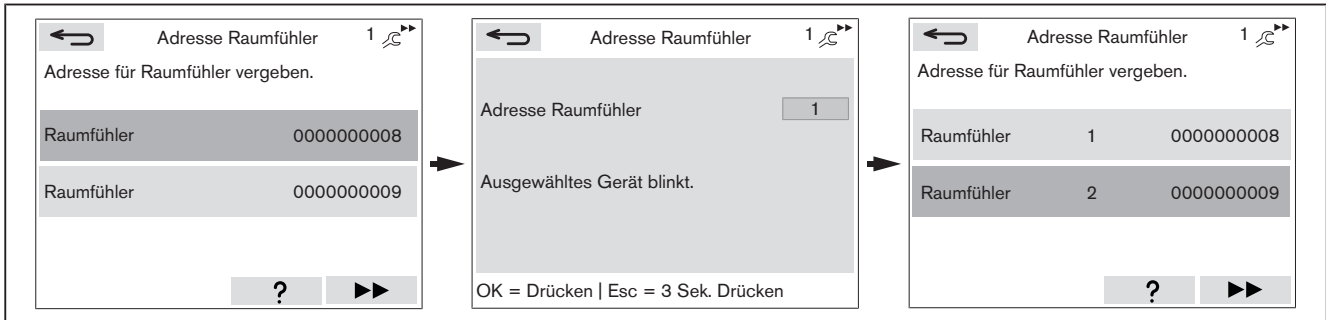 Adresse Raumfühler 1
Adresse für Raumfühler vergeben.
Raumfühler 0000000008
Raumfühler 0000000009
?
Adresse Raumfühler 1
Adresse Raumfühler 1
Ausgewähltes Gerät blinkt.
OK = Drücken | Esc = 3 Sek. Drücken
Adresse Raumfühler 1
Adresse für Raumfühler vergeben.
Raumfühler 1 0000000008
Raumfühler 2 0000000009
?